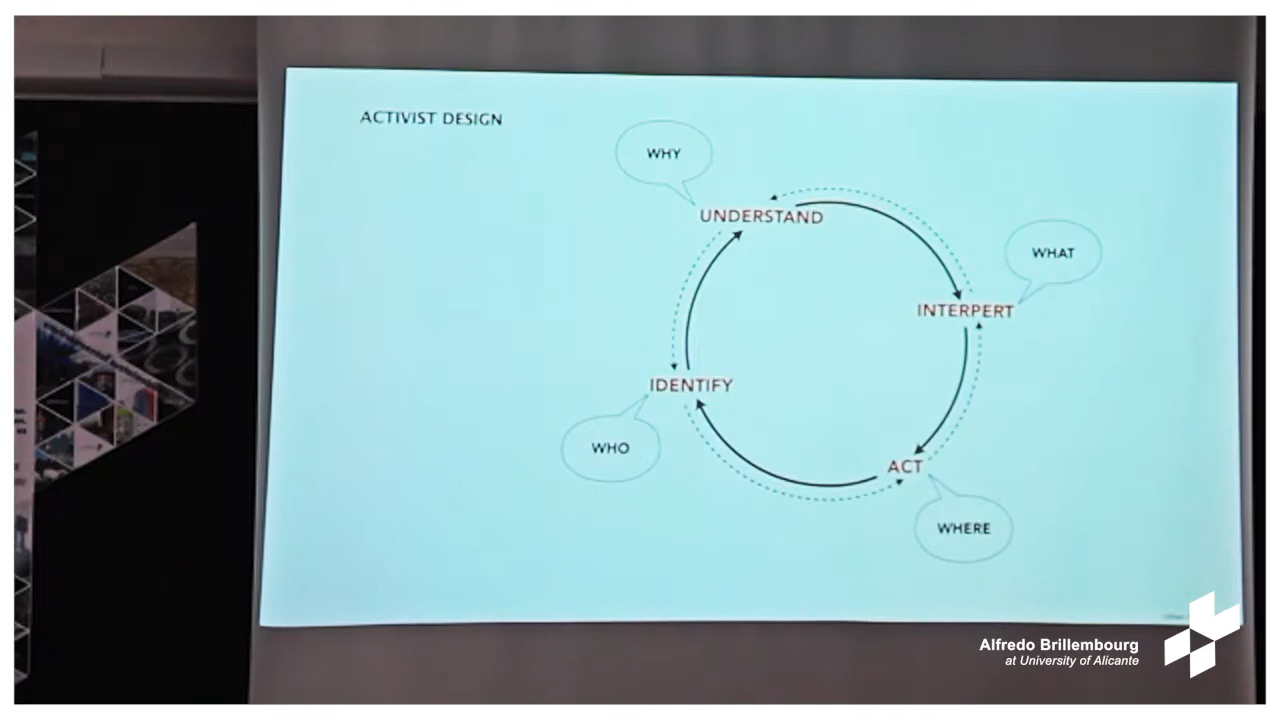 ACTIVIST DESIGN
WHY
UNDERSTAND
WHAT
INTERPERT
IDENTIFY
WHO
ACT
WHERE
Alfredo Brillembourg
at University of Alicante